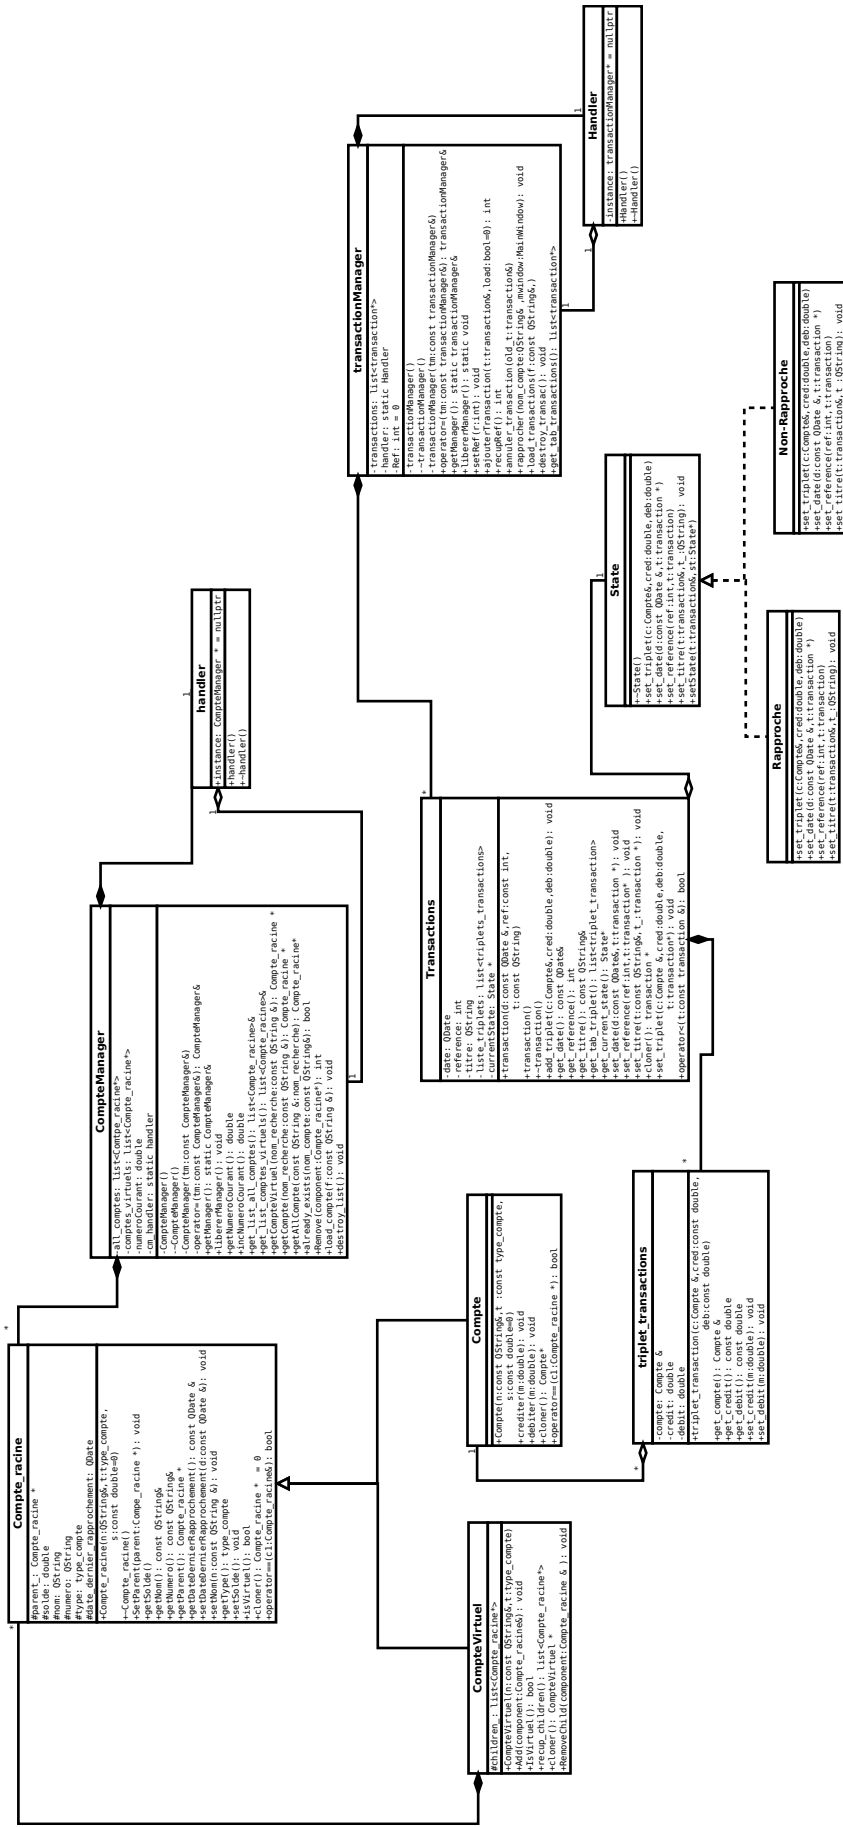 Compte_racine
#parent_: Compte_racine *
#solde: double
#nom: QString
#numero: QString
#type: type_compte
#date_dernier_rapprochement: QDate
+Compte_racine(n:QString&,t:type_compte,
s:const double=0)
+~Compte_racine()
+SetParent(parent:Compe_racine *): void
+getSolde()
+getNom(): const QString&
+getNumero(): const QString&
+getParent(): Compte_racine *
+getDateDernierRapprochement(): const QDate &
+setDateDernierRapprochement(d:const QDate &): void
+setNom(n:const QString &): void
+getType(): type_compte
+setSolde(): void
+isVirtuel(): bool
+cloner(): Compte_racine * = 0
+operator==(c1:Compte_racine&): bool
*
*
CompteManager
-all_comptes: list<Comtpe_racine*>
-comptes_virtuels: list<Compte_racine*>
-numeroCourant: double
-cm_handler: static handler
-CompteManager()
-~CompteManager()
-CompteManager(tm:const CompteManager&)
-operator=(tm:const CompteManager&): CompteManager&
+getManager(): static CompteManager&
+libererManager(): void
+getNumeroCourant(): double
+incNumeroCourant(): double
+get_list_all_comptes(): list<Compte_racine>&
+get_list_comptes_virtuels(): list<Compte_racine>&
+getCompteVirtuel(nom_recherche:const QString &): Compte_racine *
+getCompte(nom_recherche:const QString &): Compte_racine *
+getAllCompte(const QString &:nom_recherche): Compte_racine*
+already_exists(nom_compte:const QString&): bool
+Remove(component:Compte_racine*): int
+load_compte(f:const QString &): void
+destroy_list(): void
1
handler
+instance: CompteManager * = nullptr
+handler()
+~handler()
1
1
transactionManager
-transactions: list<transaction*>
-handler: static Handler
-Ref: int = 0
-transactionManager()
-~transactionManager()
-transactionManager(tm:const transactionManager&)
+operator=(tm:const transactionManager&): transactionManager&
+getManager(): static transactionManager&
+libererManager(): static void
+setRef(r:int): void
+ajouterTransaction(t:transaction&,load:bool=0): int
+recupRef(): int
+annuler_transaction(old_t:transaction&)
+rapprocher(nom_compte:QString& ,mwindow:MainWindow): void
+load_transactions(f:const QString&,)
+destroy_transac(): void
+get_tab_transactions(): list<transaction*>
1
Handler
-instance: transactionManager* = nullptr
+Handler()
+~Handler()
1
1
CompteVirtuel
#children_: list<Compte_racine*>
+CompteVirtuel(n:const QString&,t:type_compte)
+Add(component:Compte_racine&): void
+IsVirtuel(): bool
+recup_children(): list<Compte_racine*>
+cloner(): CompteVirtuel *
+RemoveChild(component:Compte_racine & ): void
Compte
+Compte(n:const QString&,t :const type_compte,
s:const double=0)
+crediter(m:double): void
+debiter(m:double): void
+cloner(): Compte*
+operator==(c1:Compte_racine *): bool
1
*
Transactions
-date: QDate
-reference: int
-titre: QString
-liste_triplets: list<triplets_transactions>
-currentState: State *
+transaction(d:const QDate &,ref:const int,
t:const QString)
+transaction()
+~transaction()
+add_triplet(c:Compte&,cred:double,deb:double): void
+get_date(): const QDate&
+get_reference(): int
+get_titre(): const QString&
+get_tab_triplet(): list<triplet_transaction>
+get_current_state(): State*
+set_date(d:const QDate&,t:transaction *): void
+set_reference(ref:int,t:transaction* ): void
+set_titre(t:const QString&,t_:transaction *): void
+cloner(): transaction *
+set_triplet(c:Compte &,cred:double,deb:double,
t:transaction*): void
+operator<(t:const transaction &): bool
*
1
State
+~State()
+set_triplet(c:Compte&,cred:double,deb:double)
+set_date(d:const QDate &,t:transaction *)
+set_reference(ref:int,t:transaction)
+set_titre(t:transaction&,t_:QString): void
+setState(t:transaction&,st:State*)
triplet_transactions
-compte: Compte &
-credit: double
-debit: double
+triplet_transaction(c:Compte &,cred:const double,
deb:const double)
+get_compte(): Compte &
+get_credit(): const double
+get_debit(): const double
+set_credit(m:double): void
+set_debit(m:double): void
*
Rapproche
+set_triplet(c:Compte&,cred:double,deb:double)
+set_date(d:const QDate &,t:transaction *)
+set_reference(ref:int,t:transaction)
+set_titre(t:transaction&,t_:QString): void
Non-Rapproche
+set_triplet(c:Compte&,cred:double,deb:double)
+set_date(d:const QDate &,t:transaction *)
+set_reference(ref:int,t:transaction)
+set_titre(t:transaction&,t_:QString): void